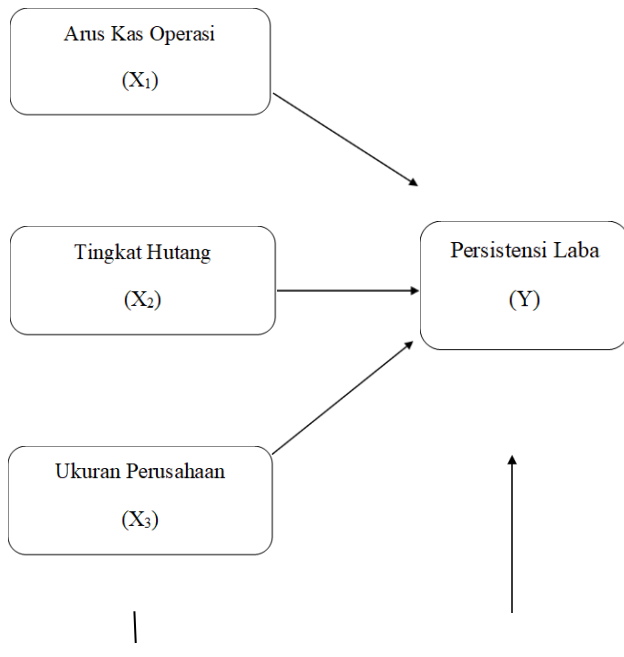 Arus Kas Operasi
(X₁)
Tingkat Hutang
(X₂)
Persistensi Laba
(Y)
Ukuran Perusahaan
(X₃)